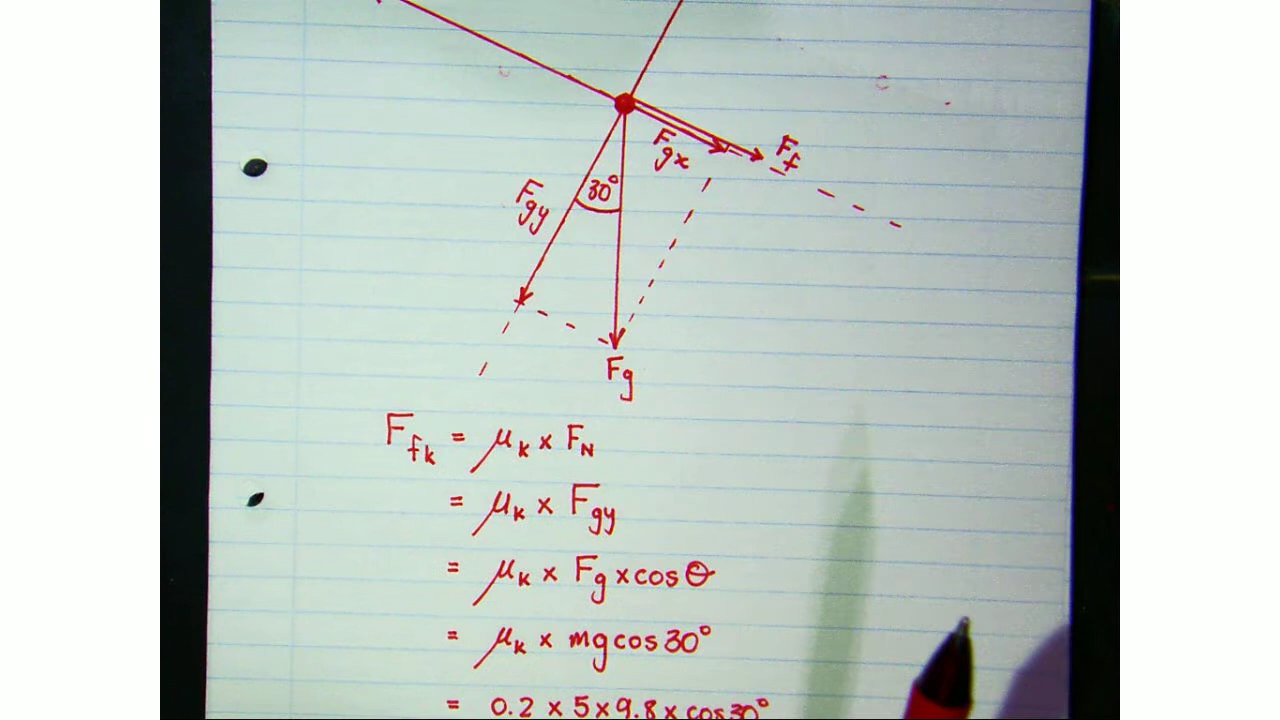 Fgx Ff
30°
Fgy
Fg
Ffk = μk × FN
= μk × Fgy
= μk × Fg × cos θ
= μk × mg cos 30°
= 0.2 × 5 × 9.8 × cos 30°